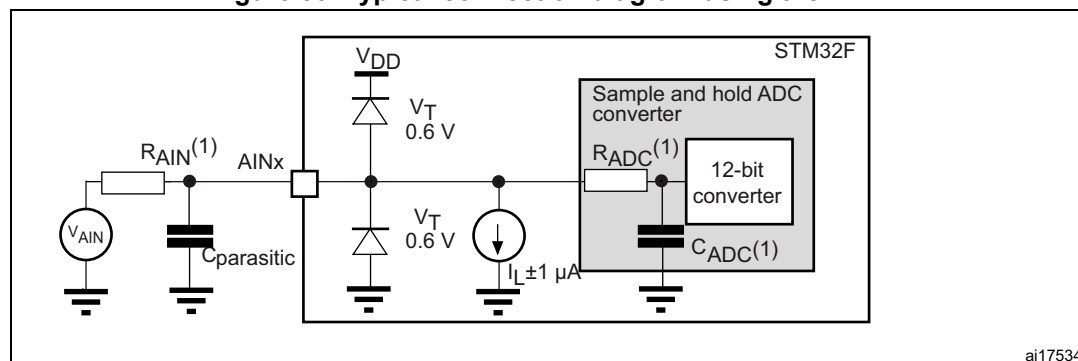 STM32F
VDD
VT
0.6 V
Sample and hold ADC
converter
RAIN(1)
AINx
RADC(1)
12-bit
converter
VAIN
Cparasitic
VT
0.6 V
IL±1 µA
CADC(1)
ai17534